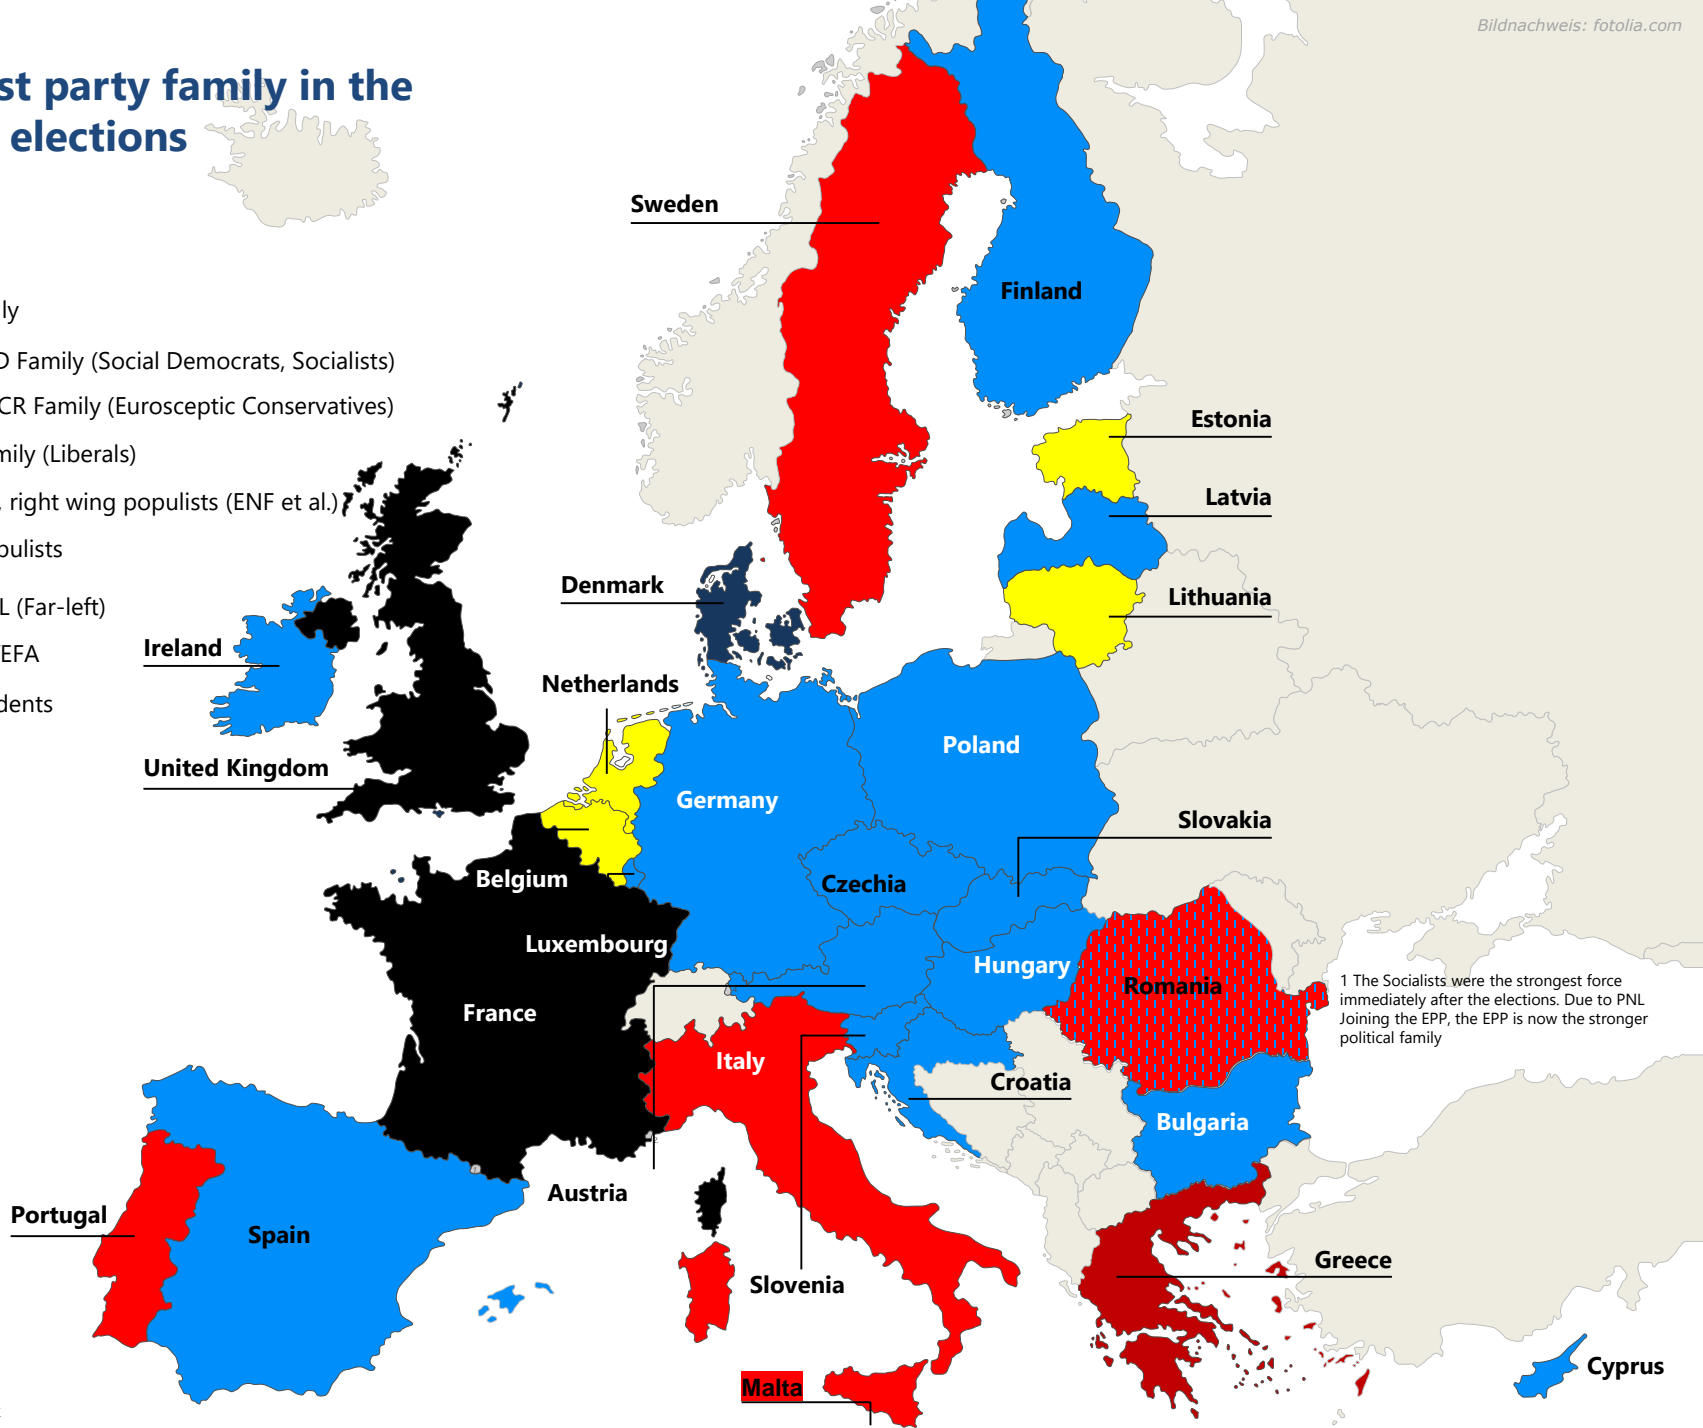 Bildnachweis: fotolia.com
st party family in the
elections
ly
D Family (Social Democrats, Socialists)
CR Family (Eurosceptic Conservatives)
mily (Liberals)
, right wing populists (ENF et al.)
pulists
L (Far-left)
EFA
dents
Sweden
Finland
Estonia
Latvia
Lithuania
Denmark
Ireland
Netherlands
United Kingdom
Poland
Germany
Slovakia
Czechia
Belgium
Luxembourg
Hungary
Romania
France
1 The Socialists were the strongest force
immediately after the elections. Due to PNL
Joining the EPP, the EPP is now the stronger
political family
Italy
Croatia
Bulgaria
Austria
Portugal
Spain
Slovenia
Greece
Malta
Cyprus